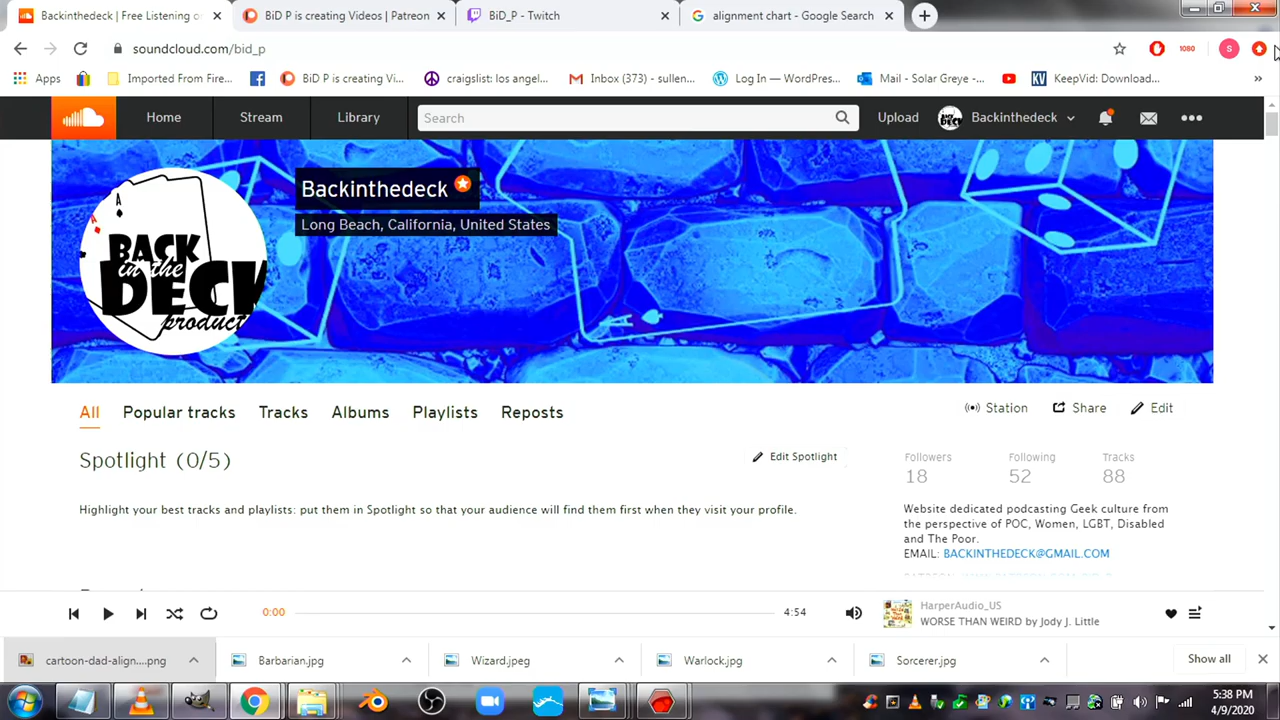 Backinthedeck | Free Listening o
BiD P is creating Videos | Patreon
BiD_P - Twitch
alignment chart - Google Search
soundcloud.com/bid_p
1080
S
Apps
Imported From Fire...
BiD P is creating Vi...
craigslist: los angel...
Inbox (373) - sullen...
Log In — WordPres...
Mail - Solar Greye -...
KV
KeepVid: Download...
»
Home
Stream
Library
Search
Upload
Backinthedeck
Backinthedeck
Long Beach, California, United States
A
A
BACK
in the
DECK
product
All
Popular tracks
Tracks
Albums
Playlists
Reposts
Station
Share
Edit
Spotlight (0/5)
Edit Spotlight
Followers
Following
Tracks
18
52
88
Highlight your best tracks and playlists: put them in Spotlight so that your audience will find them first when they visit your profile.
Website dedicated podcasting Geek culture from
the perspective of POC, Women, LGBT, Disabled
and The Poor.
EMAIL: BACKINTHEDECK@GMAIL.COM
0:00
4:54
HarperAudio_US
WORSE THAN WEIRD by Jody J. Little
cartoon-dad-align....png
Barbarian.jpg
Wizard.jpeg
Warlock.jpg
Sorcerer.jpg
Show all
5:38 PM
4/9/2020